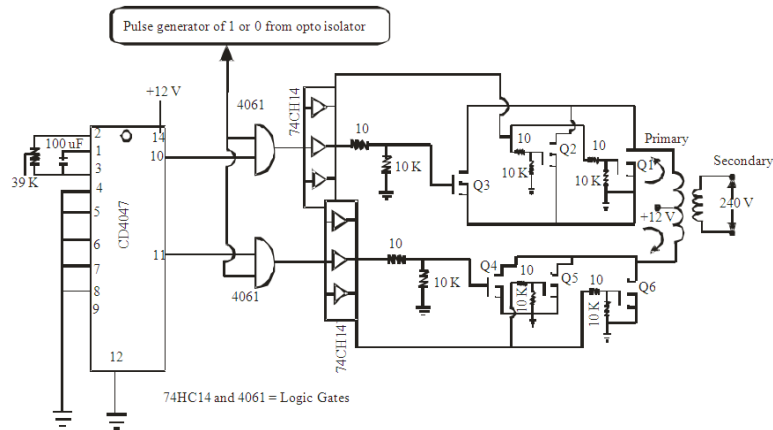 Pulse generator of 1 or 0 from opto isolator
+12 V
4061
74CH14
2
14
100 uF
1
10
3
39 K
4
CD4047
5
6
7
8
9
11
12
4061
10
10 K
Q3
10
10 K
Q2
10
10 K
Q1
Primary
Secondary
+12 V
240 V
10
10 K
Q4
10
10 K
Q5
10
10 K
Q6
74CH14
74HC14 and 4061 = Logic Gates